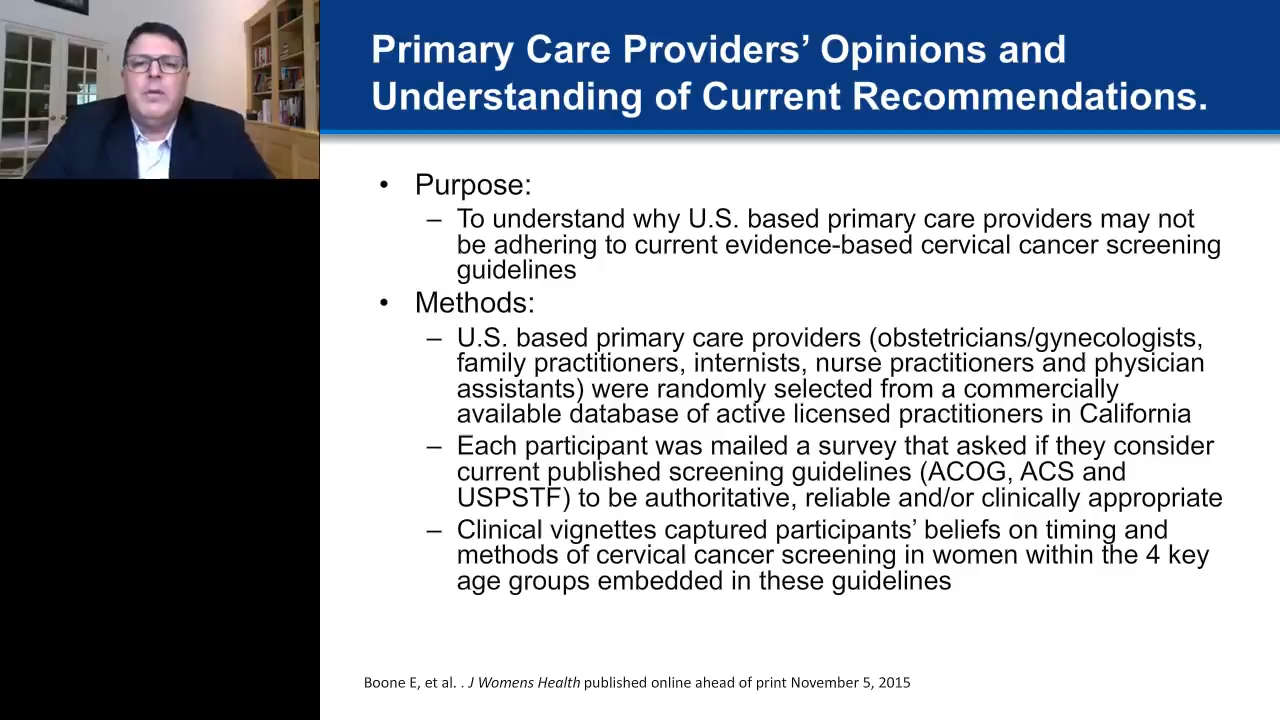 Primary Care Providers’ Opinions and
Understanding of Current Recommendations.
• Purpose:
– To understand why U.S. based primary care providers may not
be adhering to current evidence-based cervical cancer screening
guidelines
• Methods:
– U.S. based primary care providers (obstetricians/gynecologists,
family practitioners, internists, nurse practitioners and physician
assistants) were randomly selected from a commercially
available database of active licensed practitioners in California
– Each participant was mailed a survey that asked if they consider
current published screening guidelines (ACOG, ACS and
USPSTF) to be authoritative, reliable and/or clinically appropriate
– Clinical vignettes captured participants’ beliefs on timing and
methods of cervical cancer screening in women within the 4 key
age groups embedded in these guidelines
Boone E, et al. . J Womens Health published online ahead of print November 5, 2015